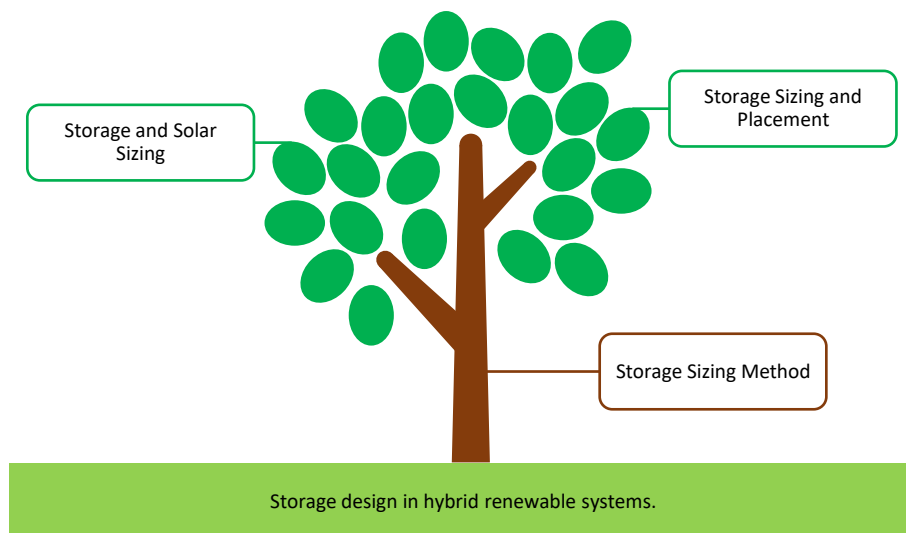 Storage and Solar
Sizing
Storage Sizing and
Placement
Storage Sizing Method
Storage design in hybrid renewable systems.